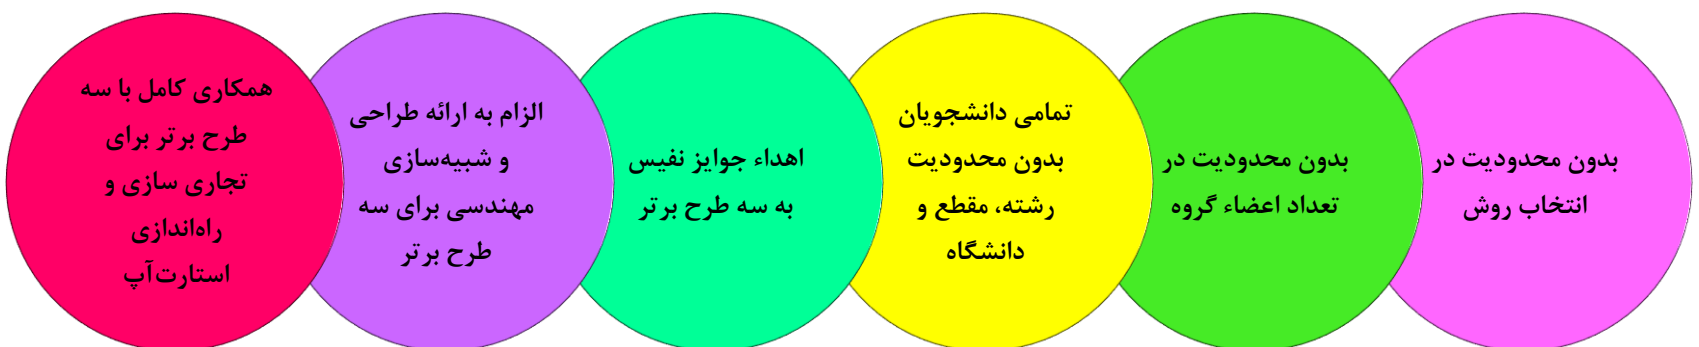 بدون محدودیت در
انتخاب روش
بدون محدودیت در
تعداد اعضاء گروه
تمامی دانشجویان
بدون محدودیت
رشته، مقطع و
دانشگاه
اهداء جوایز نفیس
به سه طرح برتر
الزام به ارائه طراحی
و شبیه‌سازی
مهندسی برای سه
طرح برتر
همکاری کامل با سه
طرح برتر برای
تجاری سازی و
راه‌اندازی
استارت‌آپ